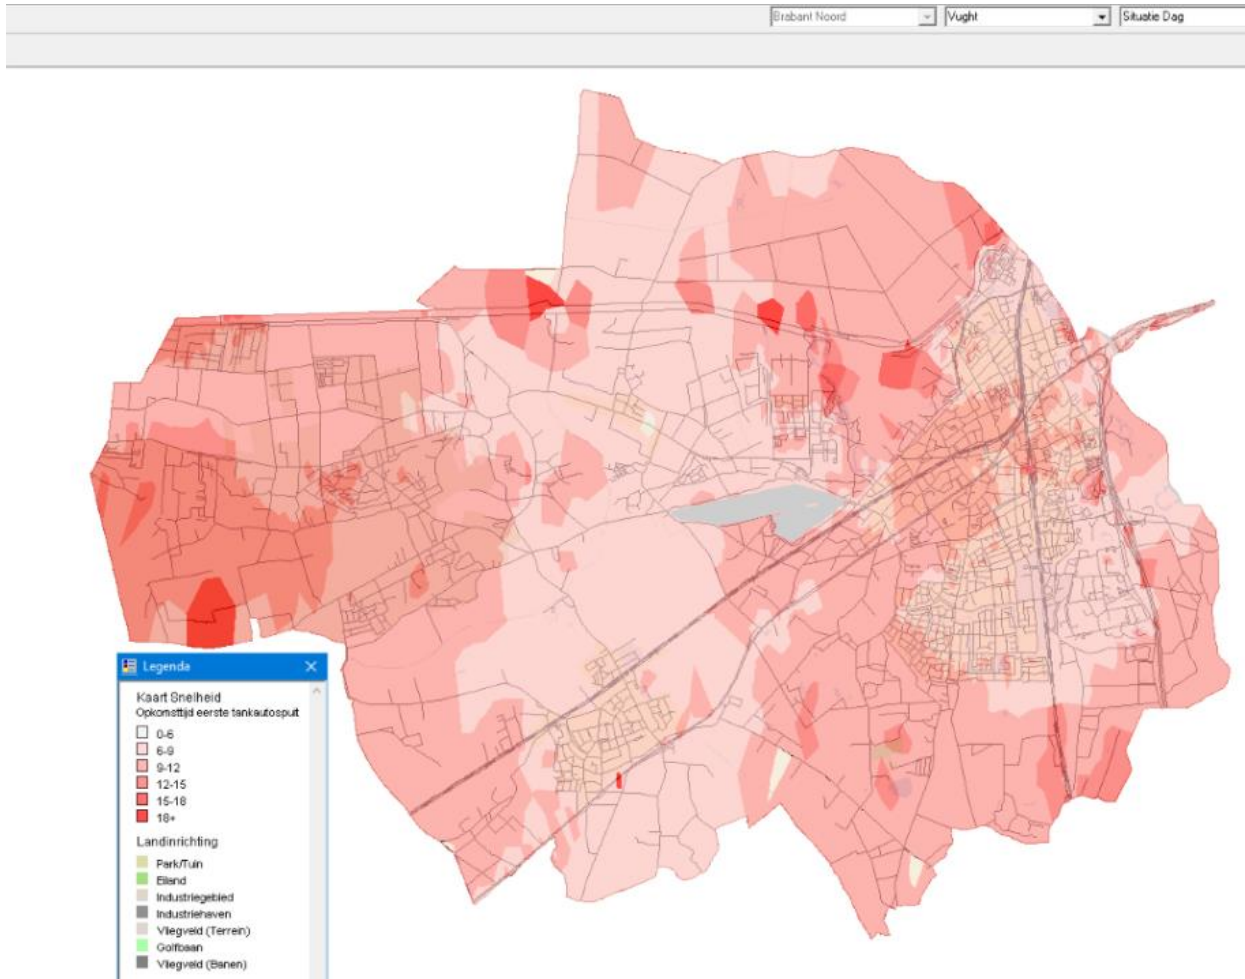 Brabant Noord
Vught
Situatie Dag
Legenda
Kaart Snelheid
Opkomsttijd eerste tankautospuit
0-6
6-9
9-12
12-15
15-18
18+
Landinrichting
Park/Tuin
Eiland
Industriegebied
Industriehaven
Vliegveld (Terrein)
Golfbaan
Vliegveld (Banen)